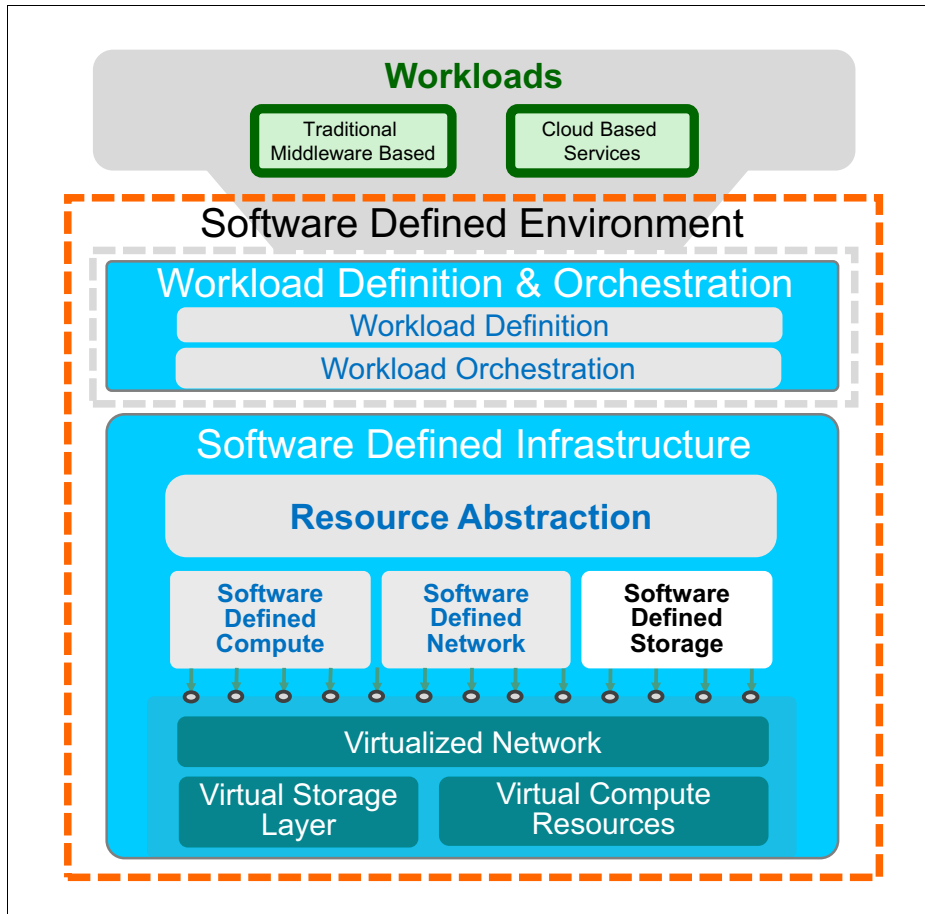 Workloads
Traditional
Middleware Based
Cloud Based
Services
Software Defined Environment
Workload Definition & Orchestration
Workload Definition
Workload Orchestration
Software Defined Infrastructure
Resource Abstraction
Software
Defined
Compute
Software
Defined
Network
Software
Defined
Storage
Virtualized Network
Virtual Storage
Layer
Virtual Compute
Resources